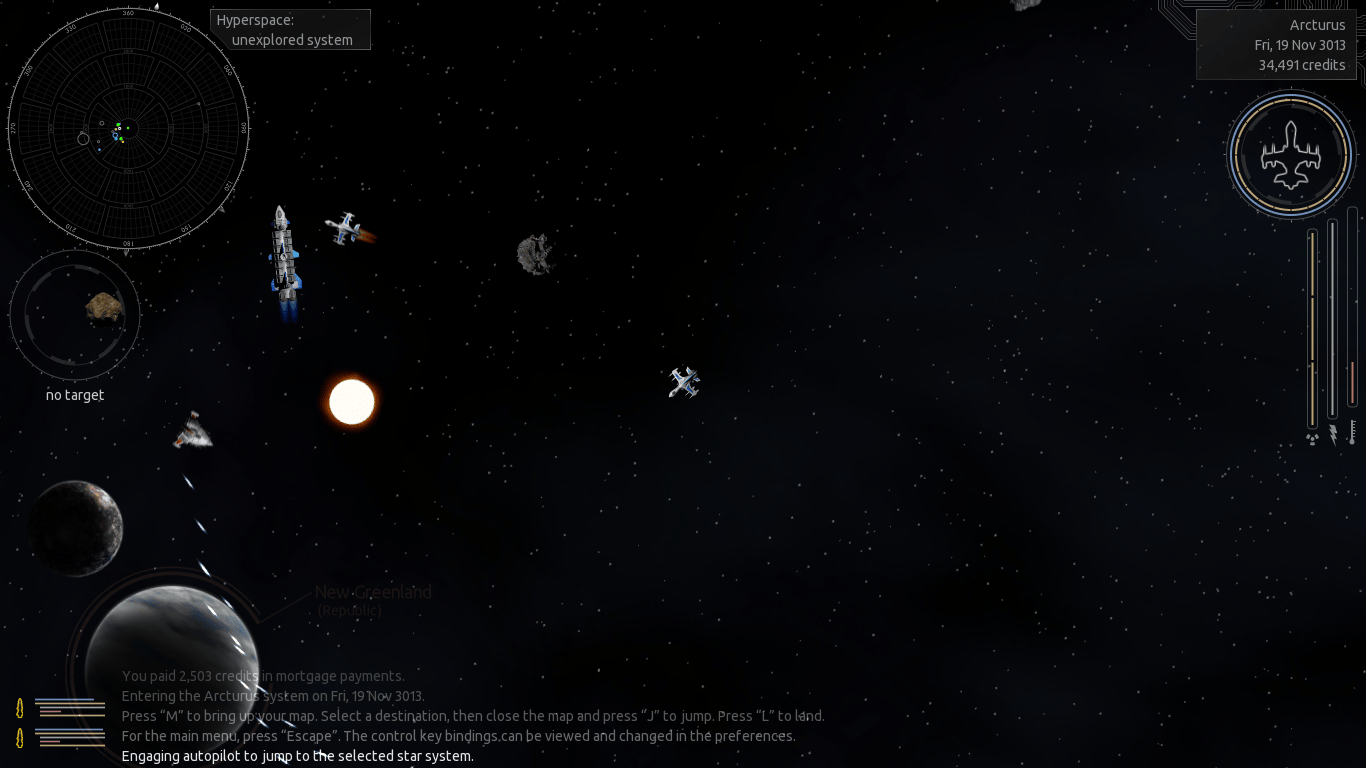 Hyperspace:
unexplored system
Arcturus
Fri, 19 Nov 3013
34,491 credits
no target
New Greenland
(Republic)
You paid 2,503 credits in mortgage payments.
Entering the Arcturus system on Fri, 19 Nov 3013.
Press “M” to bring up your map. Select a destination, then close the map and press “J” to jump. Press “L” to land.
For the main menu, press “Escape”. The control key bindings can be viewed and changed in the preferences.
Engaging autopilot to jump to the selected star system.